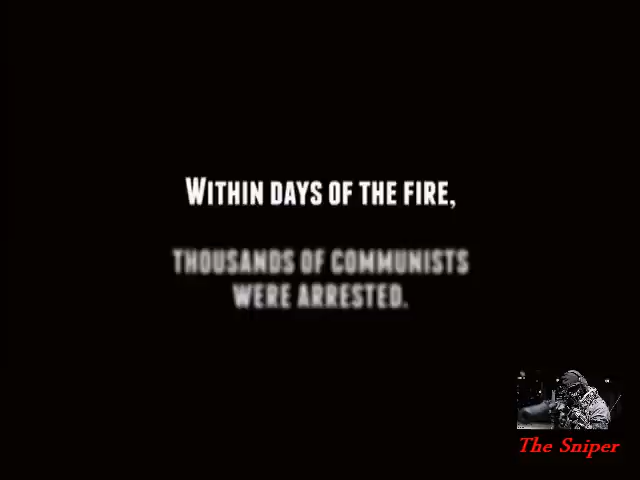 WITHIN DAYS OF THE FIRE,
THOUSANDS OF COMMUNISTS
WERE ARRESTED.
The Sniper